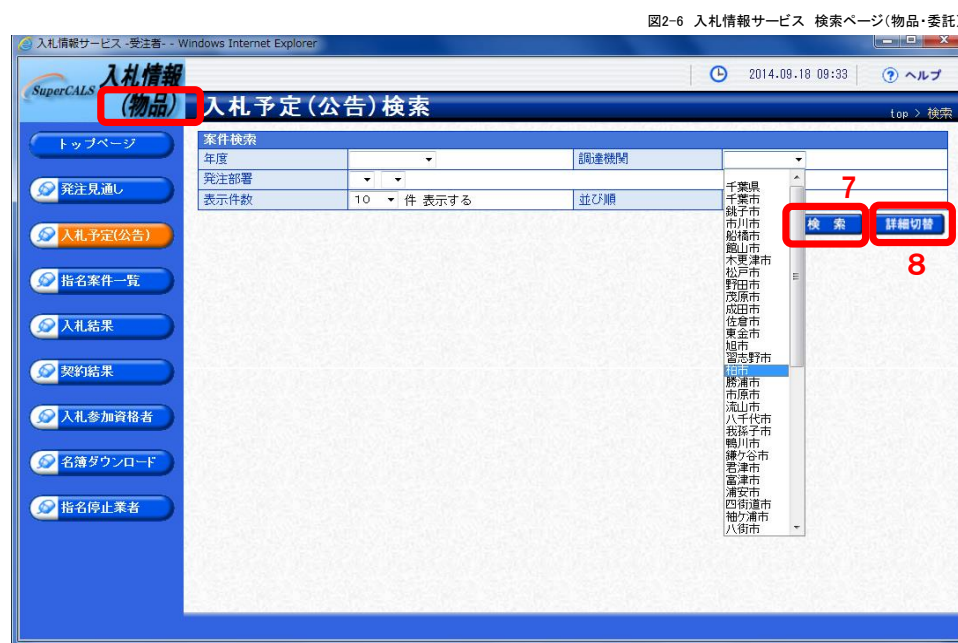 図2-6 入札情報サービス 検索ページ(物品・委託)
入札情報サービス -受注者- - Windows Internet Explorer
SuperCALS 入札情報
(物品)
2014.09.18 09:33 ヘルプ
入札予定(公告)検索
top > 検索
トップページ
発注見通し
入札予定(公告)
指名案件一覧
入札結果
契約結果
入札参加資格者
名簿ダウンロード
指名停止業者
案件検索
年度 調達機関
発注部署
表示件数 10 件 表示する 並び順
千葉県
千葉市
銚子市
市川市
船橋市
館山市
木更津市
松戸市
野田市
茂原市
成田市
佐倉市
東金市
旭市
習志野市
柏市
勝浦市
市原市
流山市
八千代市
我孫子市
鴨川市
鎌ケ谷市
君津市
富津市
浦安市
四街道市
袖ケ浦市
八街市
7
検 索 詳細切替
8